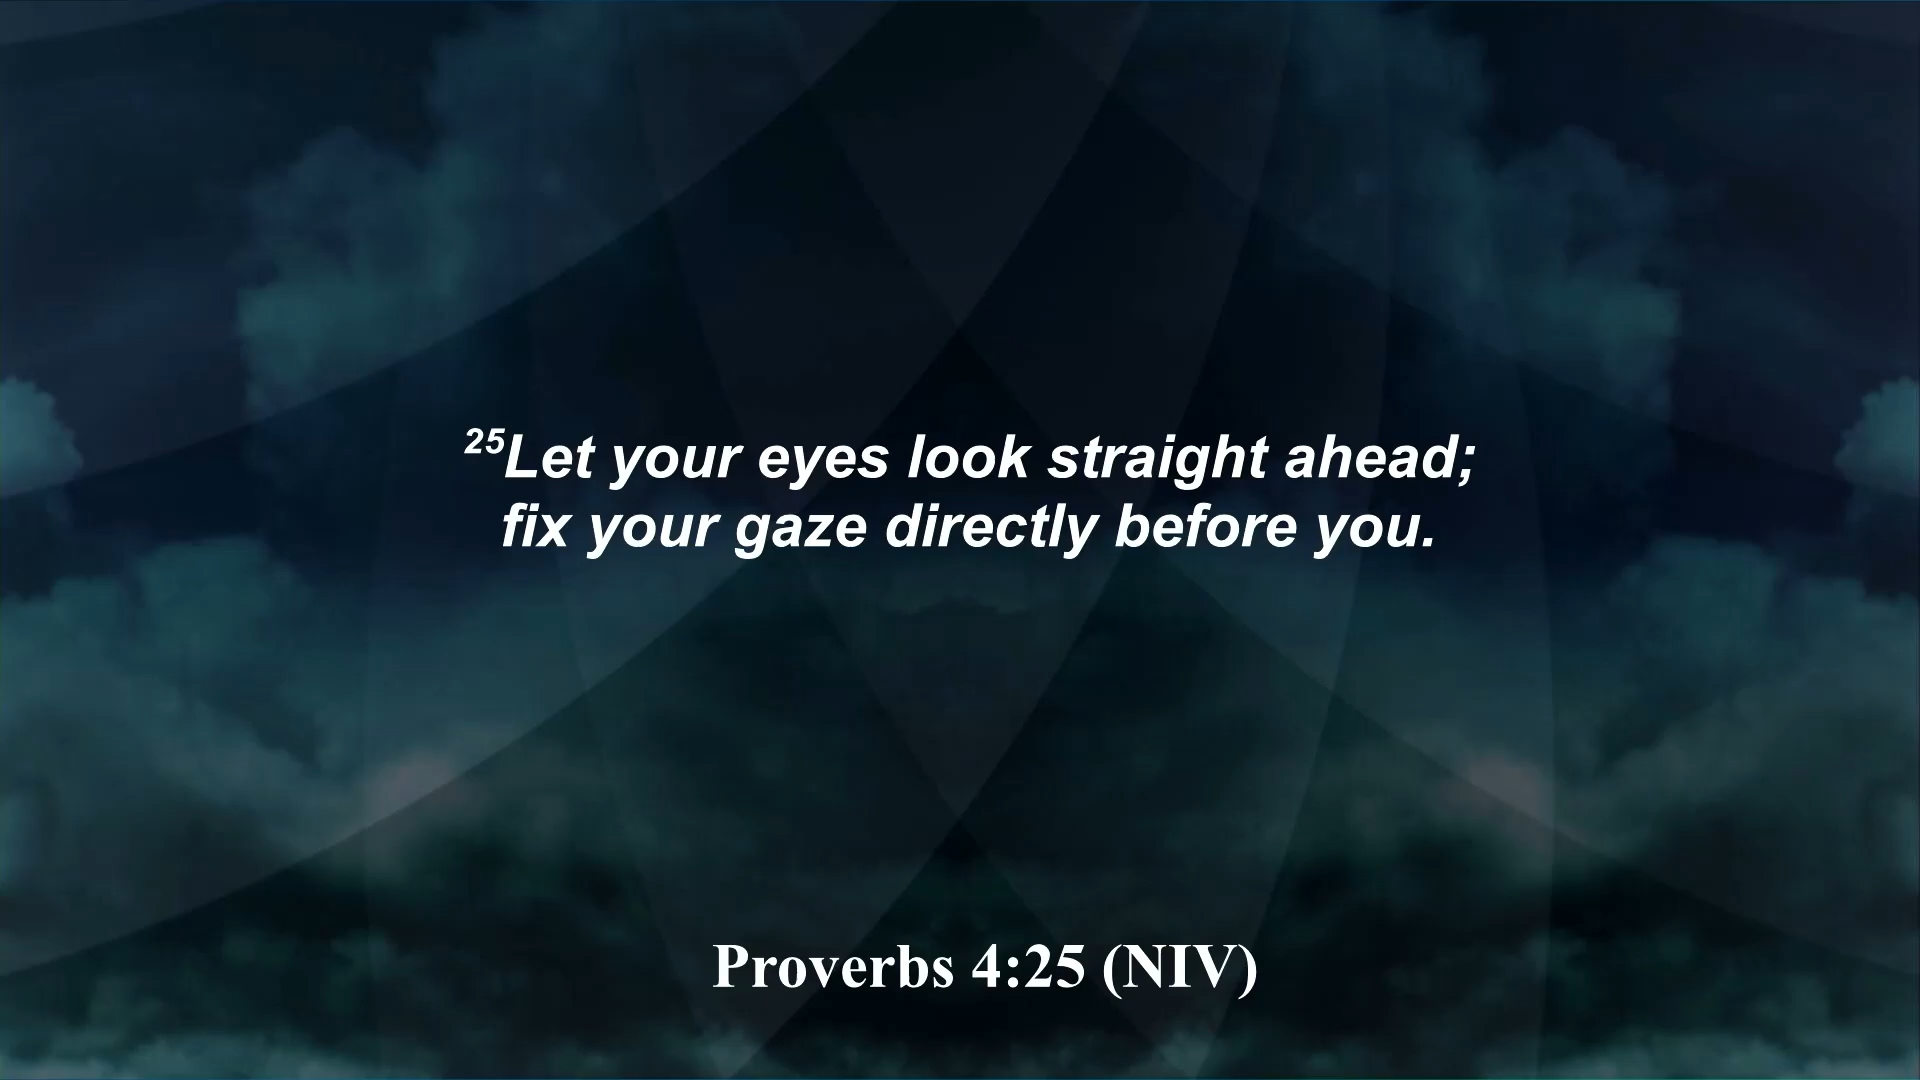 25Let your eyes look straight ahead;
fix your gaze directly before you.
Proverbs 4:25 (NIV)